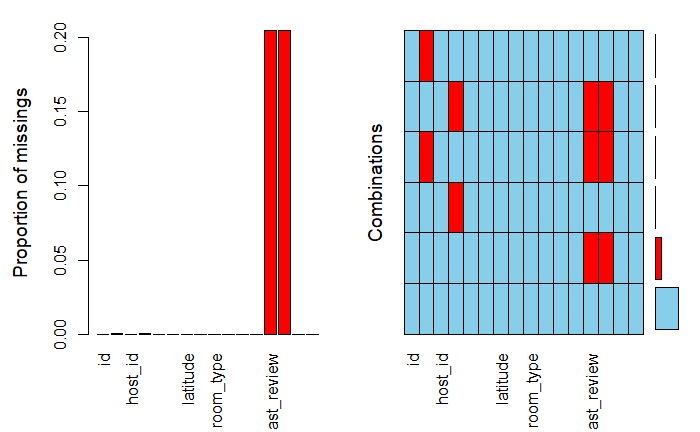 Proportion of missings
0.20
0.15
0.10
0.05
0.00
id
host_id
latitude
room_type
ast_review
Combinations
id
host_id
latitude
room_type
ast_review